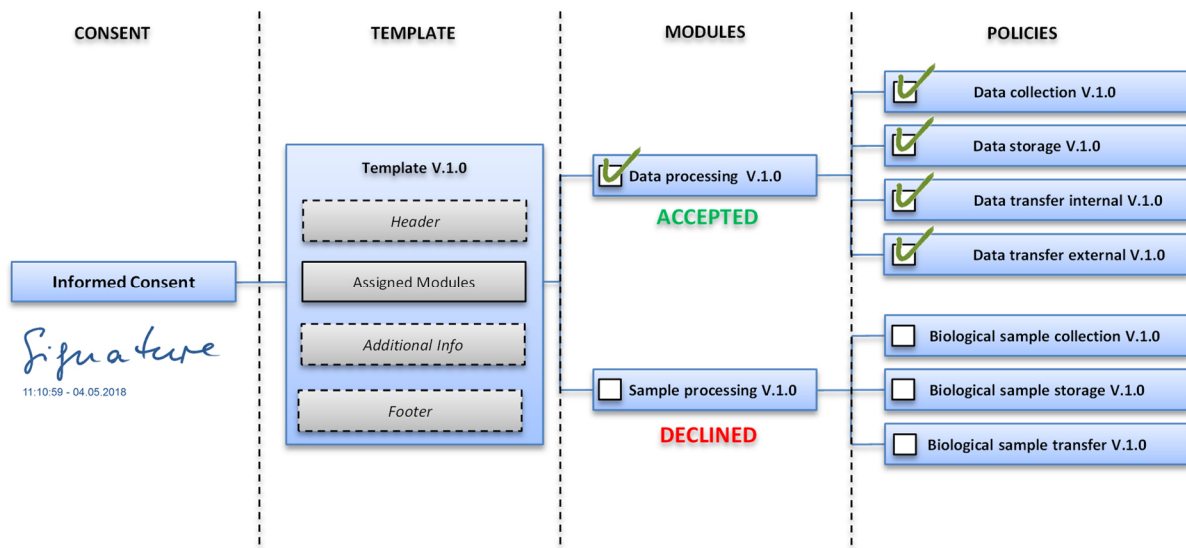 CONSENT
TEMPLATE
MODULES
POLICIES
Informed Consent
Signature
11:10:59 - 04.05.2018
Template V.1.0
Header
Assigned Modules
Additional Info
Footer
Data processing V.1.0
ACCEPTED
Sample processing V.1.0
DECLINED
Data collection V.1.0
Data storage V.1.0
Data transfer internal V.1.0
Data transfer external V.1.0
Biological sample collection V.1.0
Biological sample storage V.1.0
Biological sample transfer V.1.0